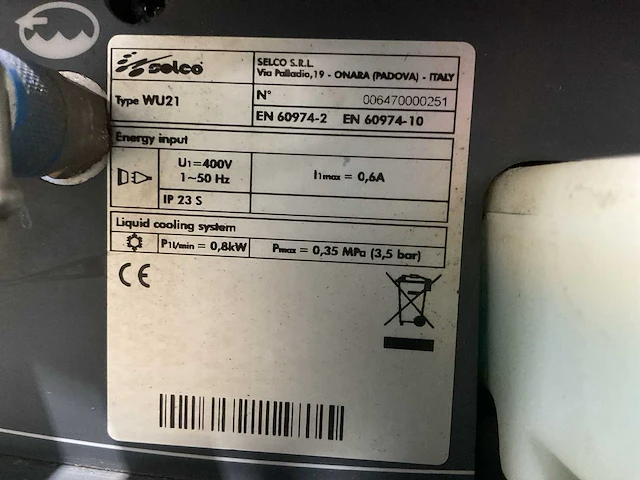 selco
SELCO S.R.L.
Via Palladio,19 - ONARA (PADOVA) - ITALY
Type WU21
N° 006470000251
EN 60974-2 EN 60974-10
Energy input
U1=400V
1~50 Hz
I1max = 0,6A
IP 23 S
Liquid cooling system
P1l/min = 0,8kW
Pmax = 0,35 MPa (3,5 bar)
CE